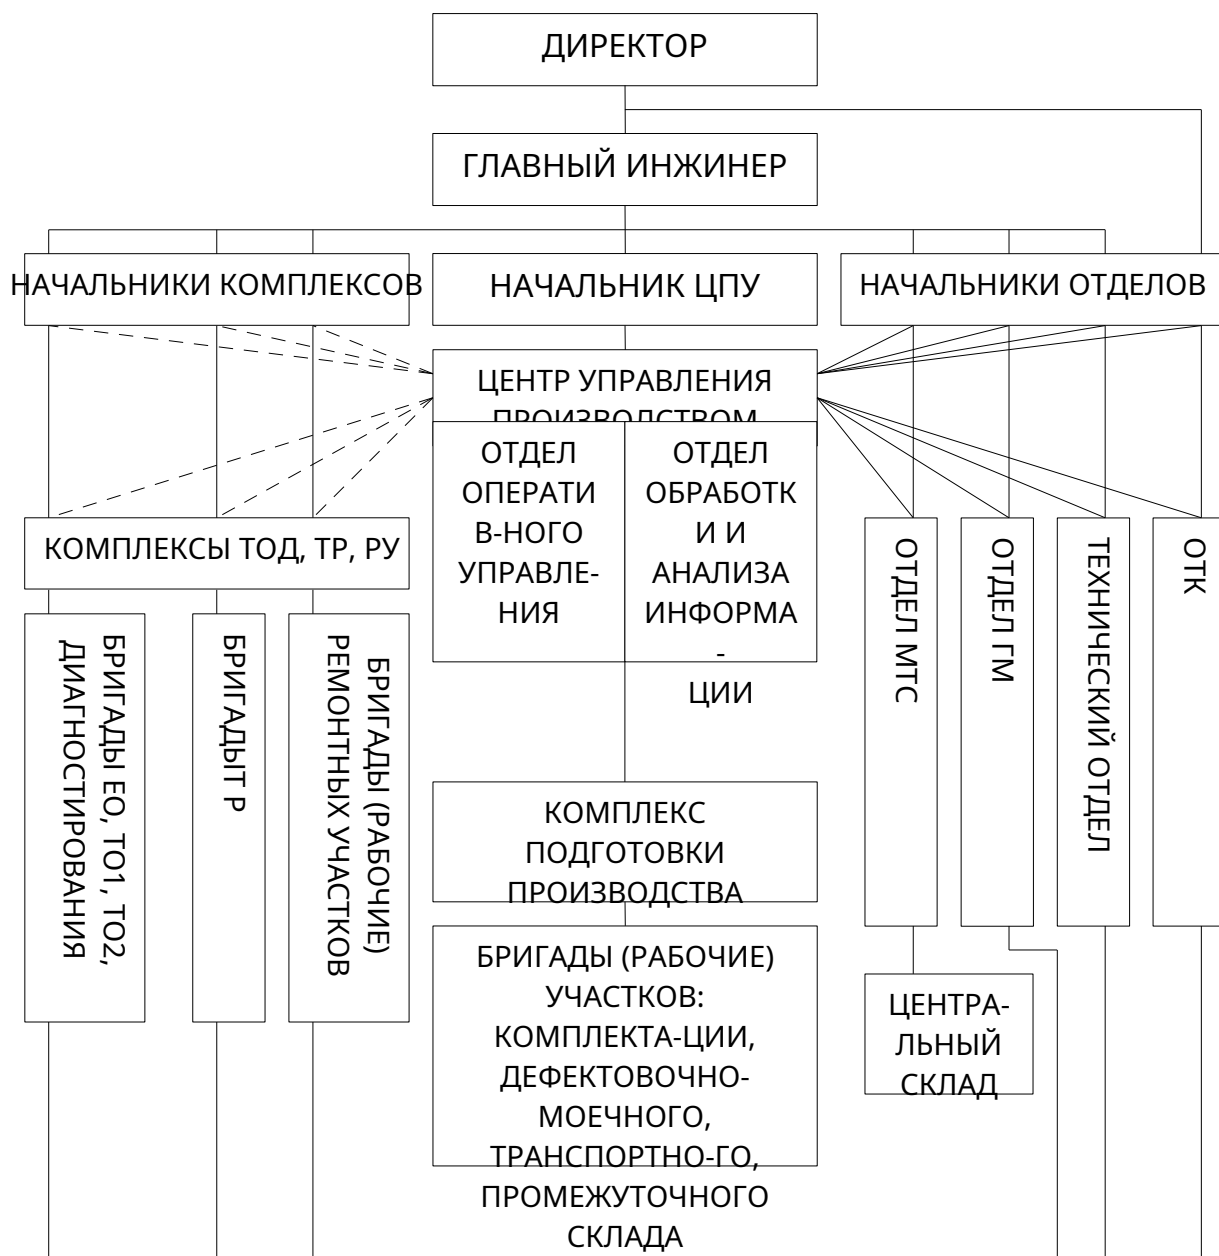 ДИРЕКТОР
ГЛАВНЫЙ ИНЖИНЕР
НАЧАЛЬНИКИ КОМПЛЕКСОВ
НАЧАЛЬНИК ЦПУ
НАЧАЛЬНИКИ ОТДЕЛОВ
ЦЕНТР УПРАВЛЕНИЯ
ПРОИЗВОДСТВОМ
ОТДЕЛ
ОПЕРАТИ
В-НОГО
УПРАВЛЕ-
НИЯ
ОТДЕЛ
ОБРАБОТК
И И
АНАЛИЗА
ИНФОРМА
-
ЦИИ
КОМПЛЕКСЫ ТОД, ТР, РУ
БРИГАДЫ ЕО, ТО1, ТО2,
ДИАГНОСТИРОВАНИЯ
БРИГАДЫТ Р
БРИГАДЫ (РАБОЧИЕ)
РЕМОНТНЫХ УЧАСТКОВ
ОТДЕЛ МТС
ОТДЕЛ ГМ
ТЕХНИЧЕСКИЙ ОТДЕЛ
ОТК
КОМПЛЕКС
ПОДГОТОВКИ
ПРОИЗВОДСТВА
БРИГАДЫ (РАБОЧИЕ)
УЧАСТКОВ:
КОМПЛЕКТА-ЦИИ,
ДЕФЕКТОВОЧНО-
МОЕЧНОГО,
ТРАНСПОРТНО-ГО,
ПРОМЕЖУТОЧНОГО
СКЛАДА
ЦЕНТРА-
ЛЬНЫЙ
СКЛАД